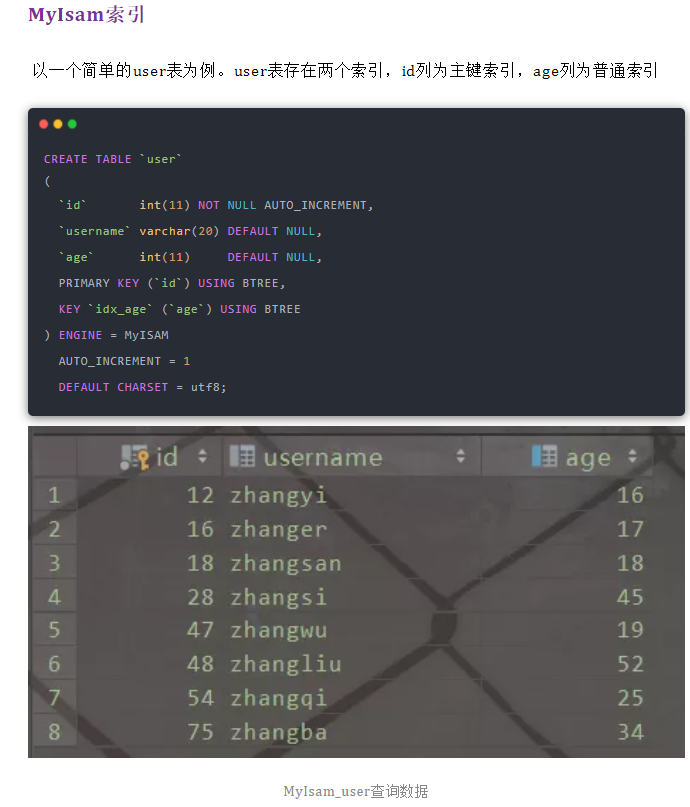 MyIsam索引
以一个简单的user表为例。user表存在两个索引，id列为主键索引，age列为普通索引
CREATE TABLE `user`
(
`id` int(11) NOT NULL AUTO_INCREMENT,
`username` varchar(20) DEFAULT NULL,
`age` int(11) DEFAULT NULL,
PRIMARY KEY (`id`) USING BTREE,
KEY `idx_age` (`age`) USING BTREE
) ENGINE = MyISAM
AUTO_INCREMENT = 1
DEFAULT CHARSET = utf8;
id username age
1 12 zhangyi 16
2 16 zhanger 17
3 18 zhangsan 18
4 28 zhangsi 45
5 47 zhangwu 19
6 48 zhangliu 52
7 54 zhangqi 25
8 75 zhangba 34
MyIsam_user查询数据